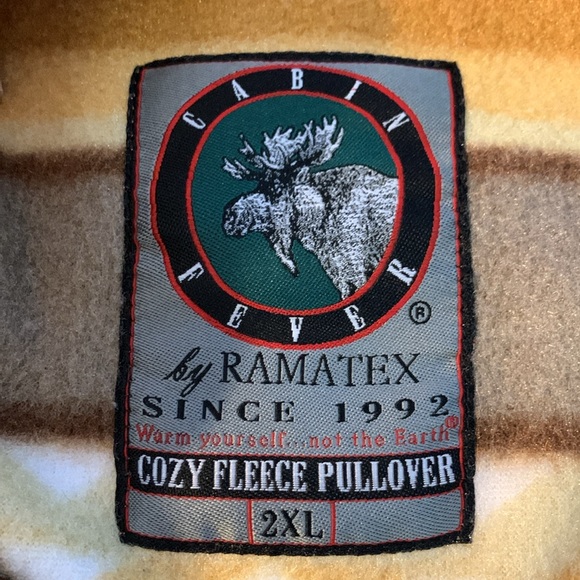 CABIN
FEVER
®
by RAMATEX
SINCE 1992
Warm yourself...not the Earth®
COZY FLEECE PULLOVER
2XL